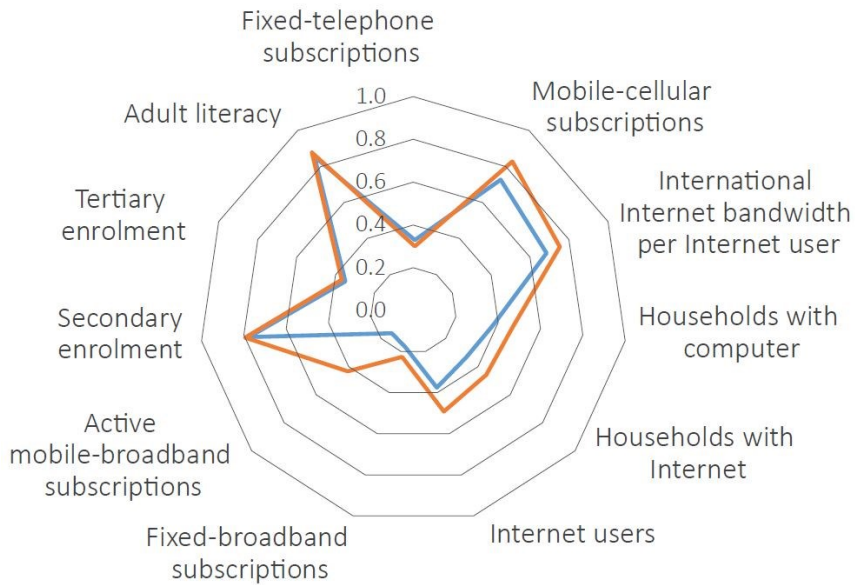 Fixed-telephone
subscriptions
Mobile-cellular
subscriptions
International
Internet bandwidth
per Internet user
Households with
computer
Households with
Internet
Internet users
Fixed-broadband
subscriptions
Active
mobile-broadband
subscriptions
Secondary
enrolment
Tertiary
enrolment
Adult literacy
1.0
0.8
0.6
0.4
0.2
0.0